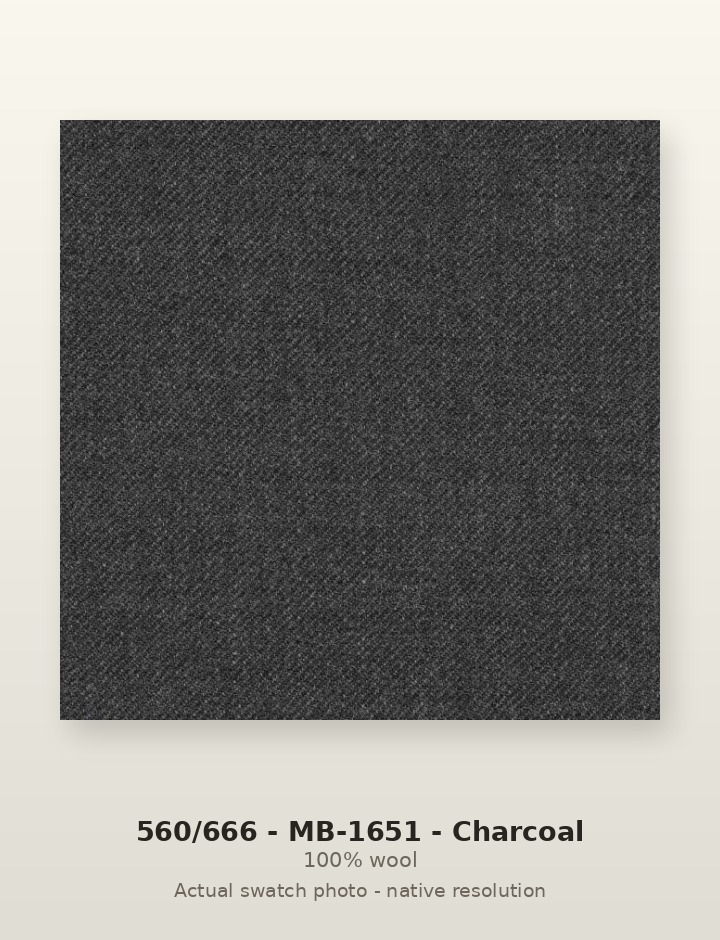 560/666 - MB-1651 - Charcoal
100% wool
Actual swatch photo - native resolution